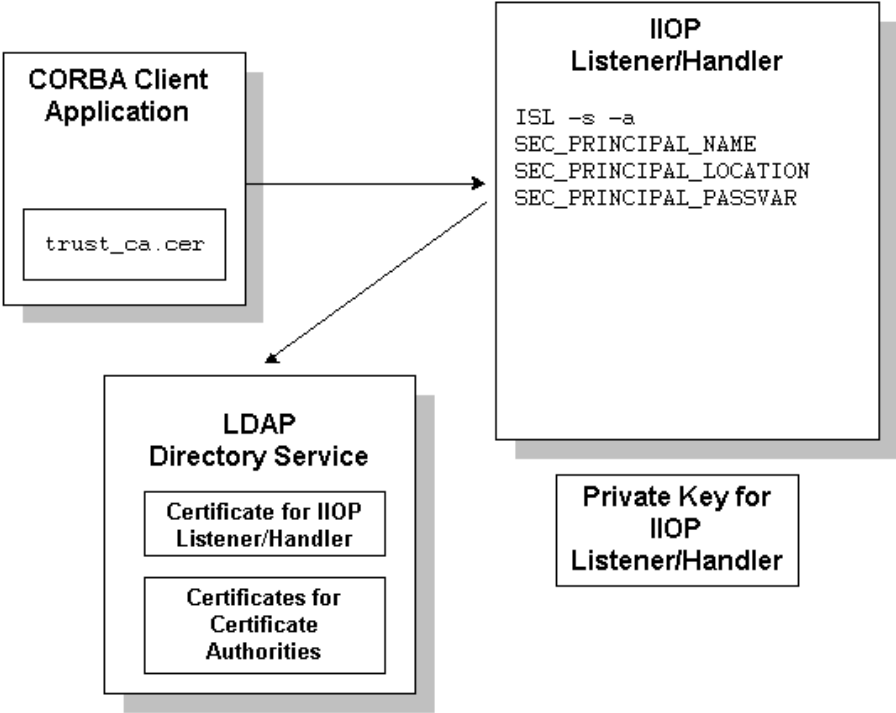 CORBA Client
Application
trust_ca.cer
IIOP
Listener/Handler
ISL –s –a
SEC_PRINCIPAL_NAME
SEC_PRINCIPAL_LOCATION
SEC_PRINCIPAL_PASSVAR
LDAP
Directory Service
Certificate for IIOP
Listener/Handler
Certificates for
Certificate
Authorities
Private Key for
IIOP
Listener/Handler